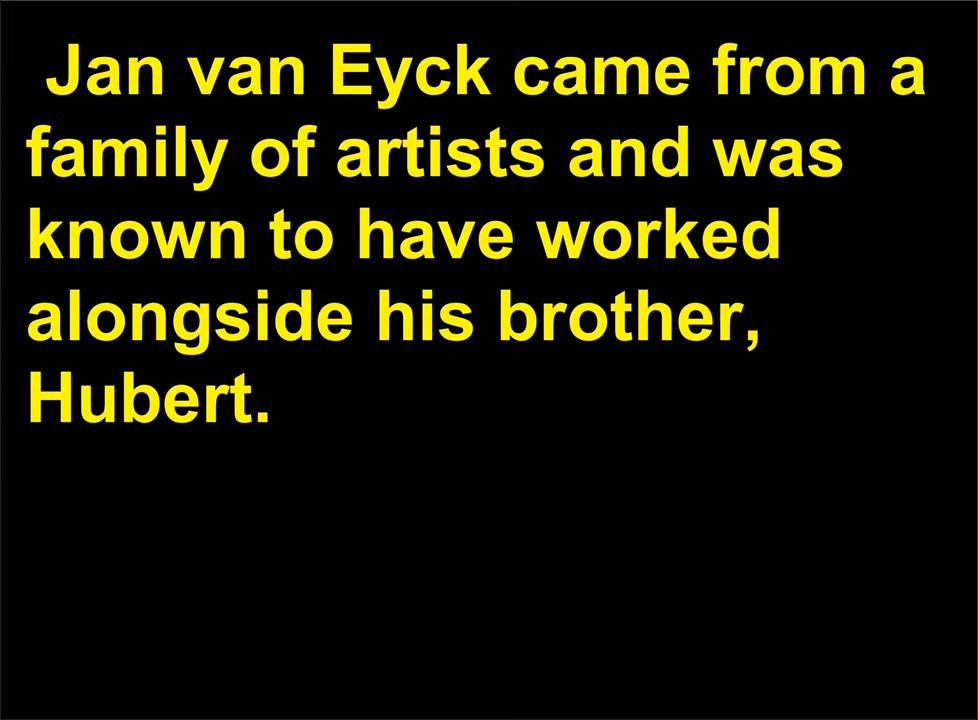 Jan van Eyck came from a
family of artists and was
known to have worked
alongside his brother,
Hubert.